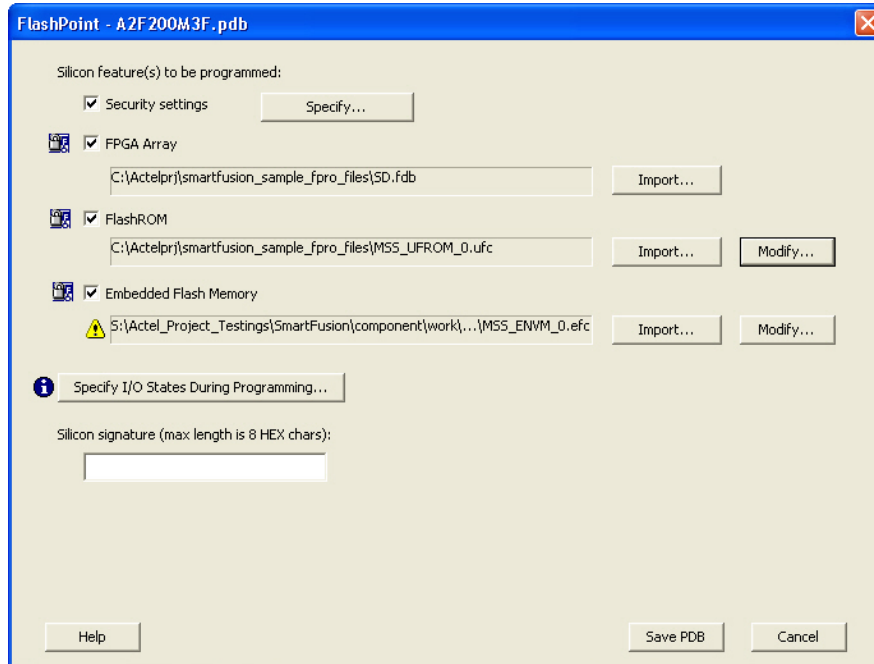 FlashPoint - A2F200M3F.pdb
Silicon feature(s) to be programmed:
Security settings
Specify...
FPGA Array
C:\Actelprj\smartfusion_sample_fpro_files\SD.fdb
Import...
FlashROM
C:\Actelprj\smartfusion_sample_fpro_files\MSS_UFROM_0.ufc
Import...
Modify...
Embedded Flash Memory
S:\Actel_Project_Testings\SmartFusion\component\work\...\MSS_ENVM_0.efc
Import...
Modify...
Specify I/O States During Programming...
Silicon signature (max length is 8 HEX chars):
Help
Save PDB
Cancel